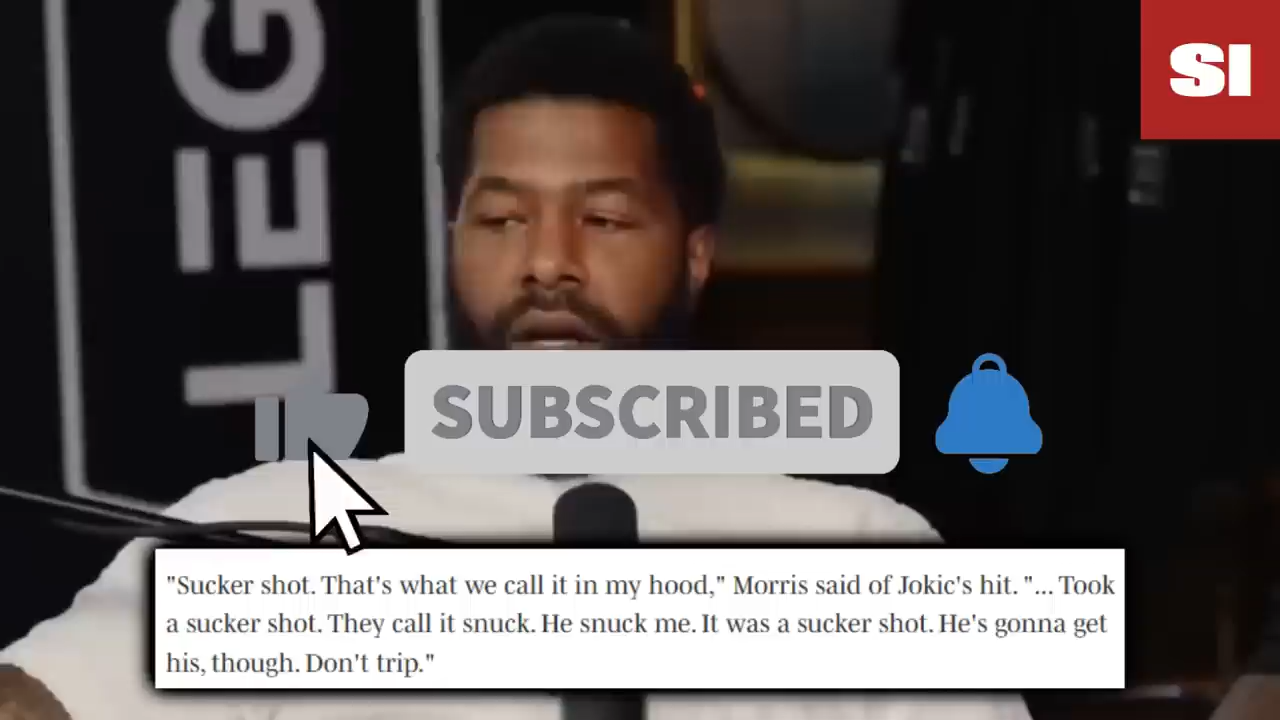 LEG
SI
SUBSCRIBED
"Sucker shot. That's what we call it in my hood," Morris said of Jokic's hit. "... Took
a sucker shot. They call it snuck. He snuck me. It was a sucker shot. He's gonna get
his, though. Don't trip."